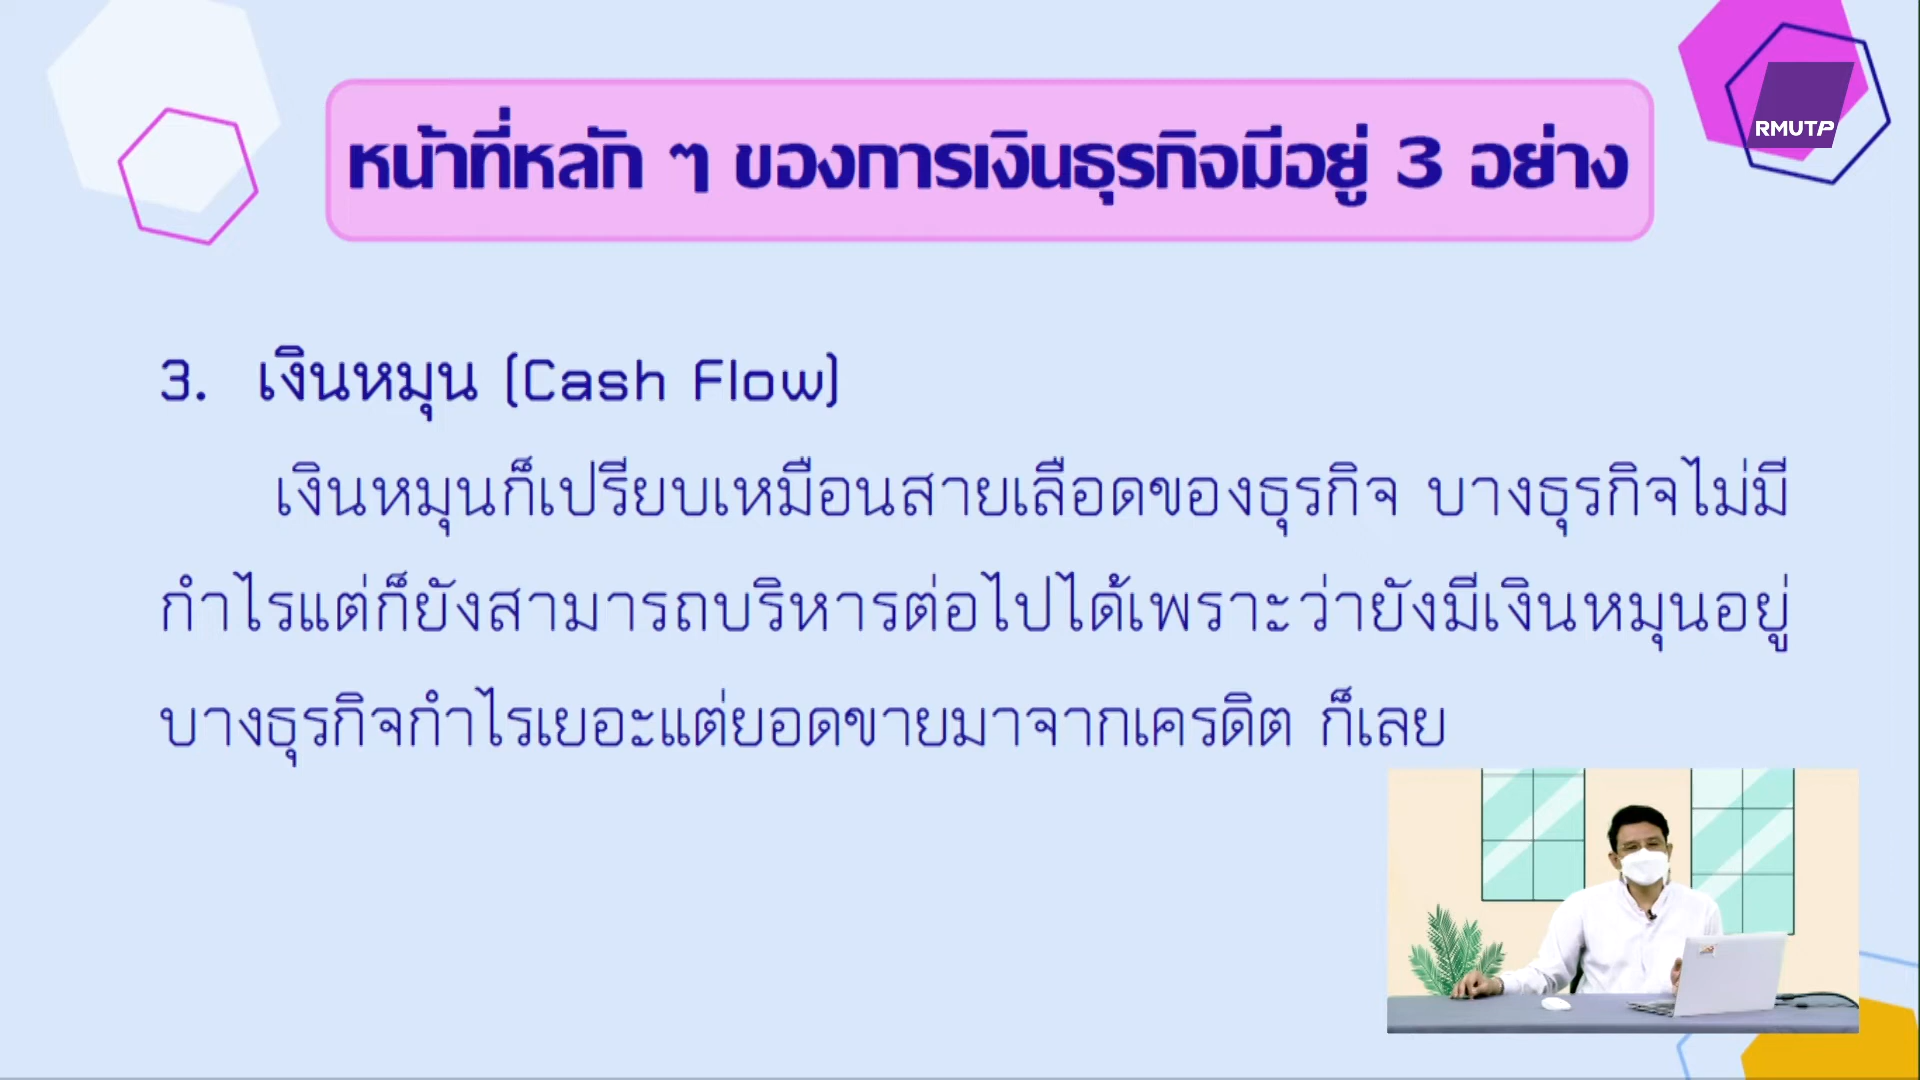 RMUTP
หน้าที่หลัก ๆ ของการเงินธุรกิจมีอยู่ 3 อย่าง
3. เงินหมุน (Cash Flow)
เงินหมุนก็เปรียบเหมือนสายเลือดของธุรกิจ บางธุรกิจไม่มี
กำไรแต่ก็ยังสามารถบริหารต่อไปได้เพราะว่ายังมีเงินหมุนอยู่
บางธุรกิจกำไรเยอะแต่ยอดขายมาจากเครดิต ก็เลย